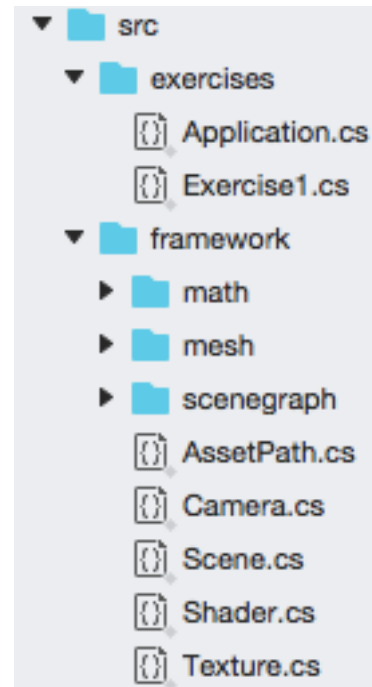 src
exercises
Application.cs
Exercise1.cs
framework
math
mesh
scenegraph
AssetPath.cs
Camera.cs
Scene.cs
Shader.cs
Texture.cs